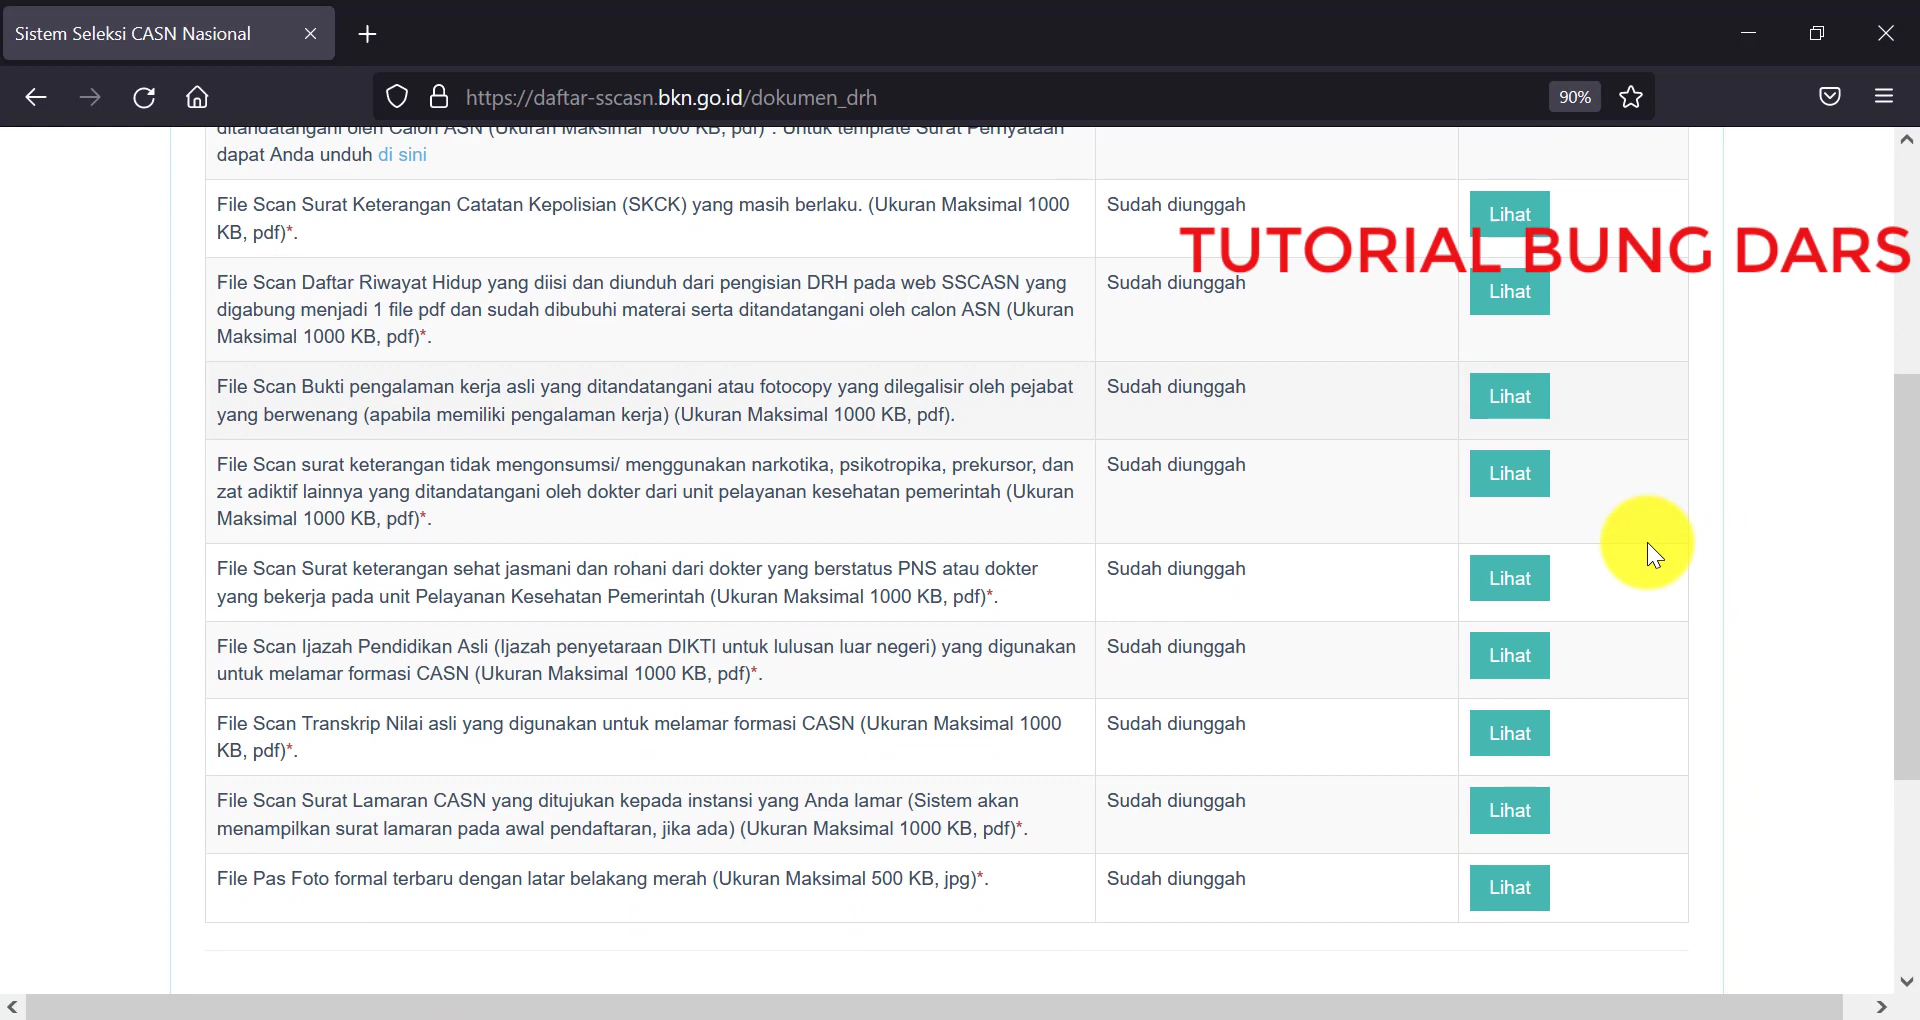 Sistem Seleksi CASN Nasional
https://daftar-sscasn.bkn.go.id/dokumen_drh
90%
ditandatangani oleh Calon ASN (Ukuran Maksimal 1000 KB, pdf)*. Untuk template Surat Pernyataan
dapat Anda unduh di sini
File Scan Surat Keterangan Catatan Kepolisian (SKCK) yang masih berlaku. (Ukuran Maksimal 1000
KB, pdf)*.
Sudah diunggah
Lihat
TUTORIAL BUNG DARS
File Scan Daftar Riwayat Hidup yang diisi dan diunduh dari pengisian DRH pada web SSCASN yang
digabung menjadi 1 file pdf dan sudah dibubuhi materai serta ditandatangani oleh calon ASN (Ukuran
Maksimal 1000 KB, pdf)*.
Sudah diunggah
Lihat
File Scan Bukti pengalaman kerja asli yang ditandatangani atau fotocopy yang dilegalisir oleh pejabat
yang berwenang (apabila memiliki pengalaman kerja) (Ukuran Maksimal 1000 KB, pdf).
Sudah diunggah
Lihat
File Scan surat keterangan tidak mengonsumsi/ menggunakan narkotika, psikotropika, prekursor, dan
zat adiktif lainnya yang ditandatangani oleh dokter dari unit pelayanan kesehatan pemerintah (Ukuran
Maksimal 1000 KB, pdf)*.
Sudah diunggah
Lihat
File Scan Surat keterangan sehat jasmani dan rohani dari dokter yang berstatus PNS atau dokter
yang bekerja pada unit Pelayanan Kesehatan Pemerintah (Ukuran Maksimal 1000 KB, pdf)*.
Sudah diunggah
Lihat
File Scan Ijazah Pendidikan Asli (Ijazah penyetaraan DIKTI untuk lulusan luar negeri) yang digunakan
untuk melamar formasi CASN (Ukuran Maksimal 1000 KB, pdf)*.
Sudah diunggah
Lihat
File Scan Transkrip Nilai asli yang digunakan untuk melamar formasi CASN (Ukuran Maksimal 1000
KB, pdf)*.
Sudah diunggah
Lihat
File Scan Surat Lamaran CASN yang ditujukan kepada instansi yang Anda lamar (Sistem akan
menampilkan surat lamaran pada awal pendaftaran, jika ada) (Ukuran Maksimal 1000 KB, pdf)*.
Sudah diunggah
Lihat
File Pas Foto formal terbaru dengan latar belakang merah (Ukuran Maksimal 500 KB, jpg)*.
Sudah diunggah
Lihat